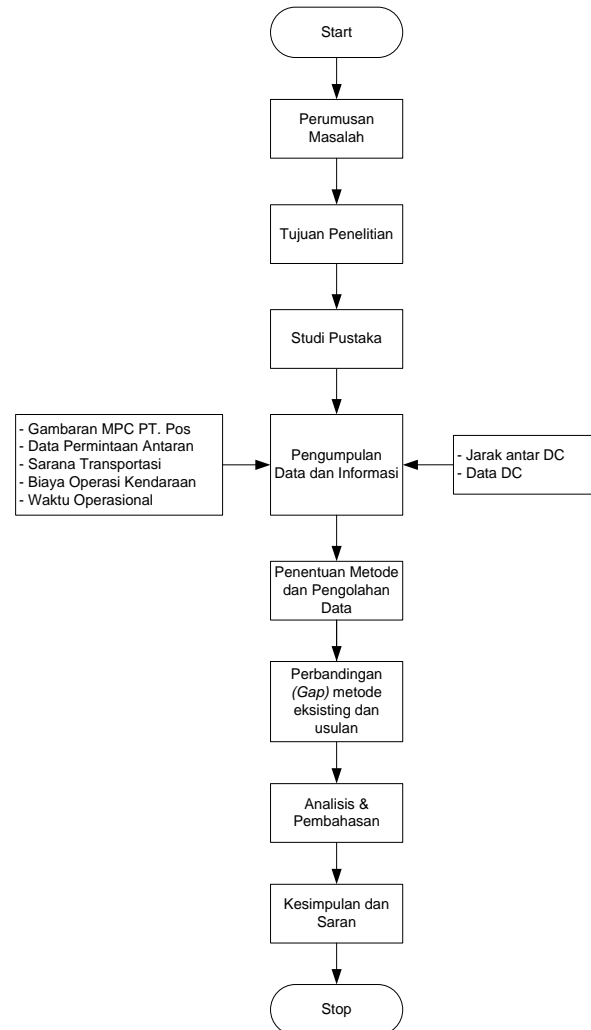 Start
Perumusan
Masalah
Tujuan Penelitian
Studi Pustaka
- Gambaran MPC PT. Pos
- Data Permintaan Antaran
- Sarana Transportasi
- Biaya Operasi Kendaraan
- Waktu Operasional
Pengumpulan
Data dan Informasi
- Jarak antar DC
- Data DC
Penentuan Metode
dan Pengolahan
Data
Perbandingan
(Gap) metode
eksisting dan
usulan
Analisis &
Pembahasan
Kesimpulan dan
Saran
Stop